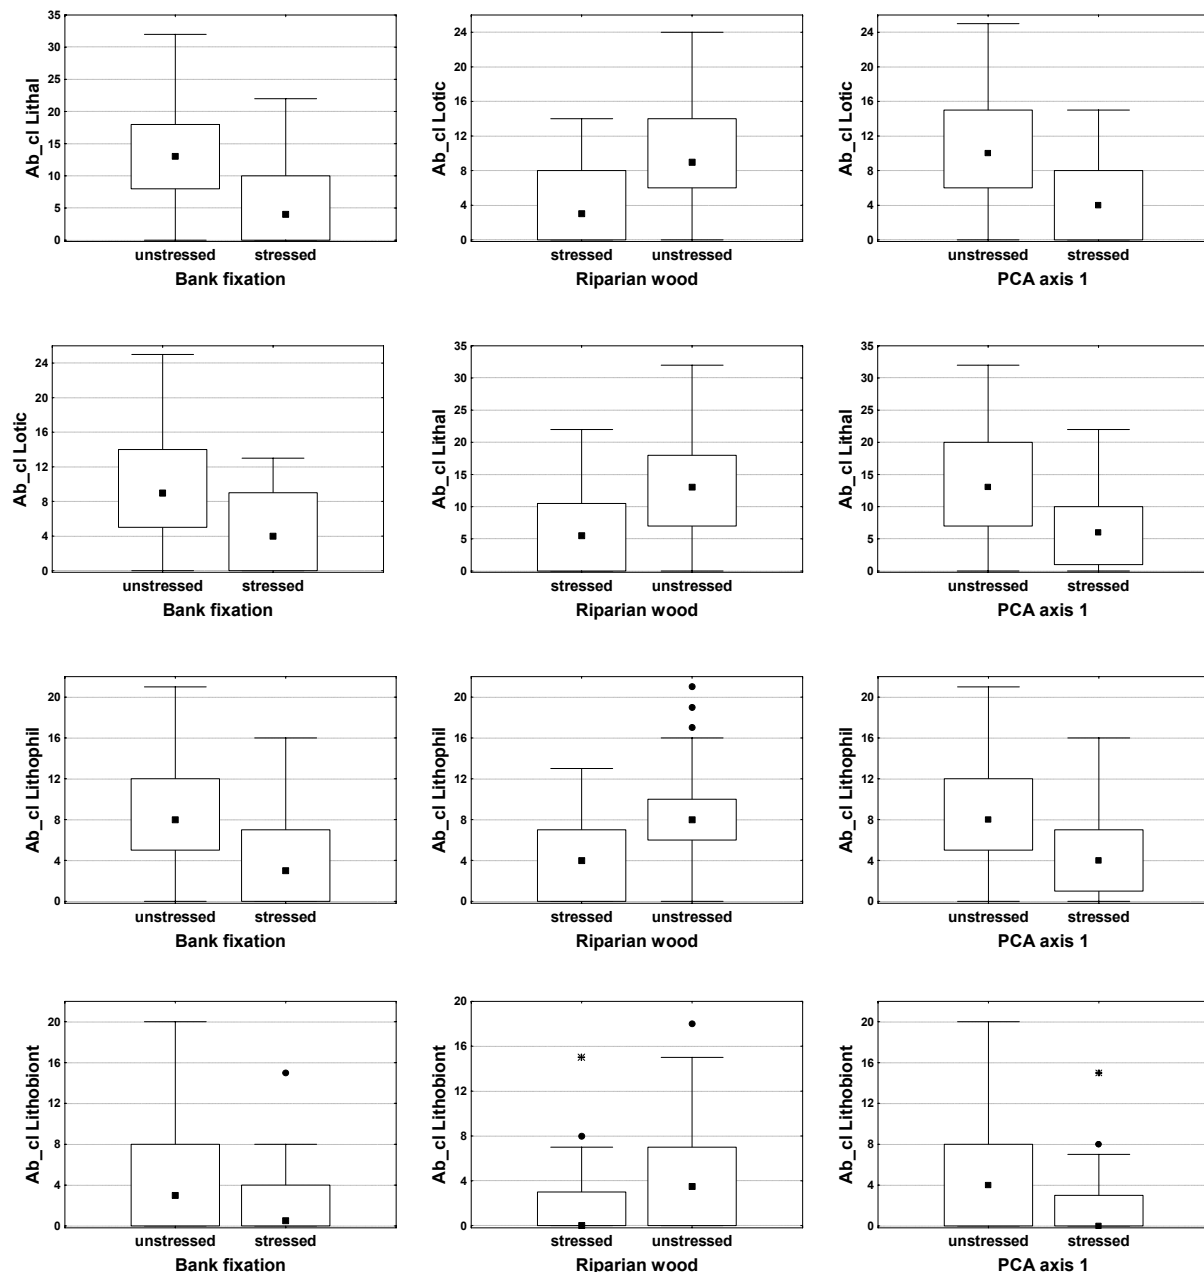 35
30
25
20
15
10
5
0
Ab_cl Lithal
unstressed stressed
Bank fixation
24
20
16
12
8
4
0
Ab_cl Lotic
stressed unstressed
Riparian wood
24
20
16
12
8
4
0
Ab_cl Lotic
unstressed stressed
PCA axis 1
24
20
16
12
8
4
0
Ab_cl Lotic
unstressed stressed
Bank fixation
35
30
25
20
15
10
5
0
Ab_cl Lithal
stressed unstressed
Riparian wood
35
30
25
20
15
10
5
0
Ab_cl Lithal
unstressed stressed
PCA axis 1
20
16
12
8
4
0
Ab_cl Lithophil
unstressed stressed
Bank fixation
20
16
12
8
4
0
Ab_cl Lithophil
stressed unstressed
Riparian wood
20
16
12
8
4
0
Ab_cl Lithophil
unstressed stressed
PCA axis 1
20
16
12
8
4
0
Ab_cl Lithobiont
unstressed stressed
Bank fixation
20
16
12
8
4
0
Ab_cl Lithobiont
stressed unstressed
Riparian wood
20
16
12
8
4
0
Ab_cl Lithobiont
unstressed stressed
PCA axis 1